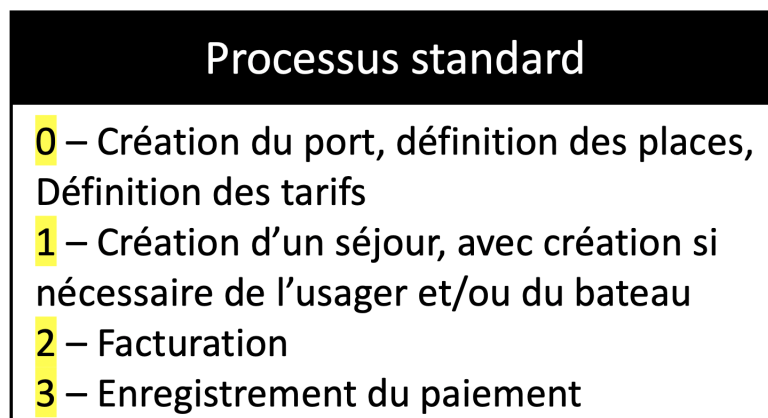 Processus standard
0 – Création du port, définition des places,
Définition des tarifs
1 – Création d’un séjour, avec création si
nécessaire de l’usager et/ou du bateau
2 – Facturation
3 – Enregistrement du paiement